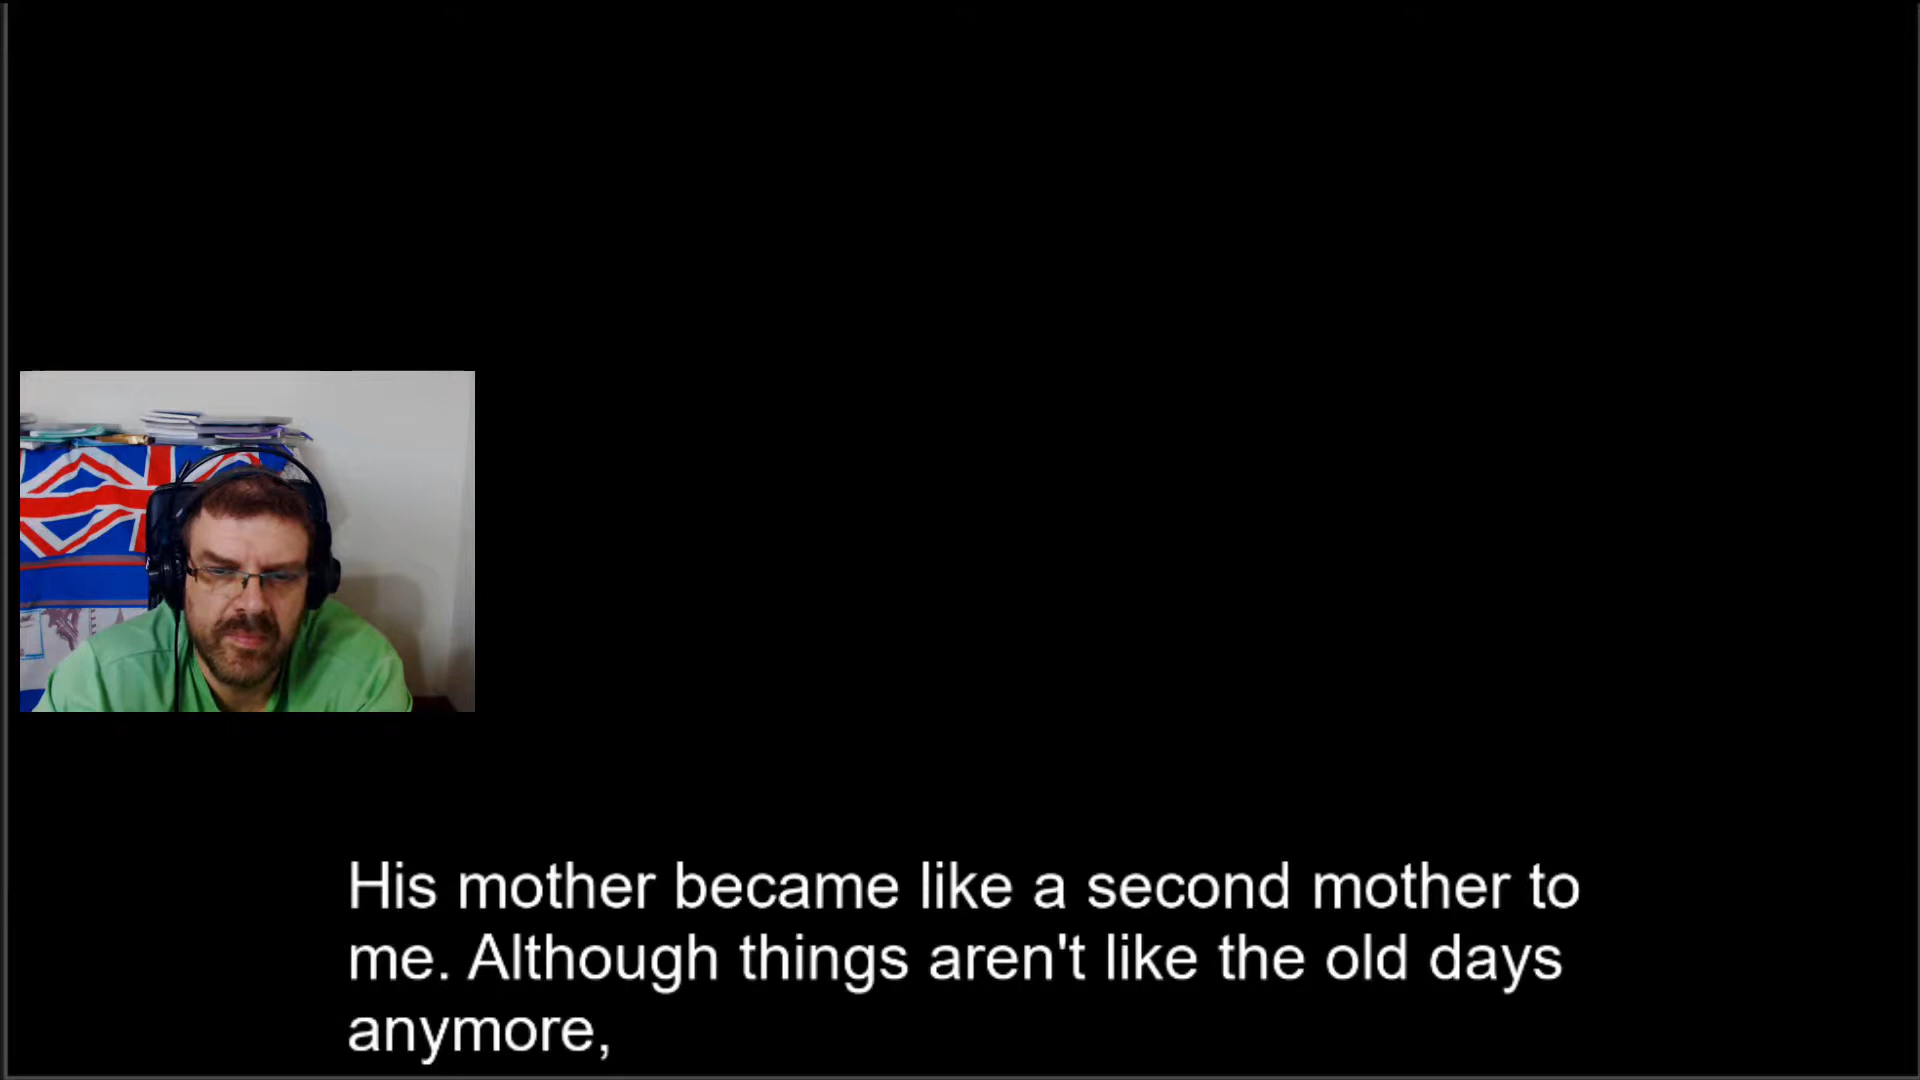 His mother became like a second mother to
me. Although things aren't like the old days
anymore,